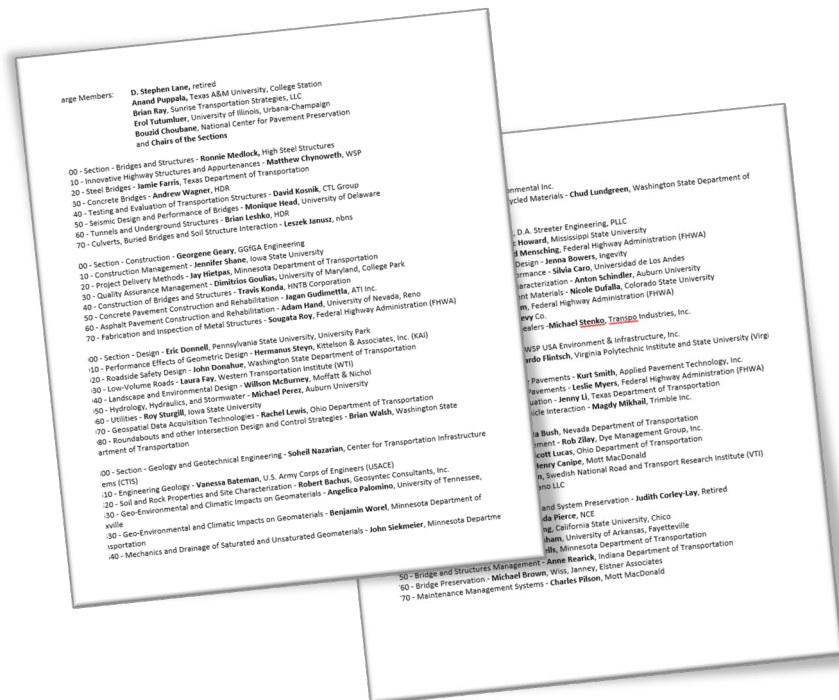 arge Members: D. Stephen Lane, retired
Anand Puppala, Texas A&M University, College Station
Brian Ray, Sunrise Transportation Strategies, LLC
Erol Tutumluer, University of Illinois, Urbana-Champaign
Bouzid Choubane, National Center for Pavement Preservation
and Chairs of the Sections
00 - Section - Bridges and Structures - Ronnie Medlock, High Steel Structures
10 - Innovative Highway Structures and Appurtenances - Matthew Chynoweth, WSP
20 - Steel Bridges - Jamie Farris, Texas Department of Transportation
30 - Concrete Bridges - Andrew Wagner, HDR
40 - Testing and Evaluation of Transportation Structures - David Kosnik, CTL Group
50 - Seismic Design and Performance of Bridges - Monique Head, University of Delaware
60 - Tunnels and Underground Structures - Brian Leshko, HDR
70 - Culverts, Buried Bridges and Soil Structure Interaction - Leszek Janusz, nbns
00 - Section - Construction - Georgene Geary, GGfGA Engineering
10 - Construction Management - Jennifer Shane, Iowa State University
20 - Project Delivery Methods - Jay Hietpas, Minnesota Department of Transportation
30 - Quality Assurance Management - Dimitrios Goulias, University of Maryland, College Park
40 - Construction of Bridges and Structures - Travis Konda, HNTB Corporation
50 - Concrete Pavement Construction and Rehabilitation - Jagan Gudimettla, ATI Inc.
60 - Asphalt Pavement Construction and Rehabilitation - Adam Hand, University of Nevada, Reno
70 - Fabrication and Inspection of Metal Structures - Sougata Roy, Federal Highway Administration (FHWA)
00 - Section - Design - Eric Donnell, Pennsylvania State University, University Park
10 - Performance Effects of Geometric Design - Hermanus Steyn, Kittelson & Associates, Inc. (KAI)
20 - Roadside Safety Design - John Donahue, Washington State Department of Transportation
30 - Low-Volume Roads - Laura Fay, Western Transportation Institute (WTI)
40 - Landscape and Environmental Design - Willson McBurney, Moffatt & Nichol
50 - Hydrology, Hydraulics, and Stormwater - Michael Perez, Auburn University
60 - Utilities - Roy Sturgill, Iowa State University
70 - Geospatial Data Acquisition Technologies - Rachel Lewis, Ohio Department of Transportation
80 - Roundabouts and other Intersection Design and Control Strategies - Brian Walsh, Washington State
artment of Transportation
00 - Section - Geology and Geotechnical Engineering - Soheil Nazarian, Center for Transportation Infrastructure
ems (CTIS)
10 - Engineering Geology - Vanessa Bateman, U.S. Army Corps of Engineers (USACE)
20 - Soil and Rock Properties and Site Characterization - Robert Bachus, Geosyntec Consultants, Inc.
30 - Geo-Environmental and Climatic Impacts on Geomaterials - Angelica Palomino, University of Tennessee,
xville
30 - Geo-Environmental and Climatic Impacts on Geomaterials - Benjamin Worel, Minnesota Department of
sportation
40 - Mechanics and Drainage of Saturated and Unsaturated Geomaterials - John Siekmeier, Minnesota Departme
nmental Inc.
ycled Materials - Chud Lundgreen, Washington State Department of
, D.A. Streeter Engineering, PLLC
Howard, Mississippi State University
d Mensching, Federal Highway Administration (FHWA)
Design - Jenna Bowers, Ingevity
ormance - Silvia Caro, Universidad de Los Andes
aracterization - Anton Schindler, Auburn University
nt Materials - Nicole Dufalla, Colorado State University
m, Federal Highway Administration (FHWA)
evy Co.
ealers -Michael Stenko, Transpo Industries, Inc.
WSP USA Environment & Infrastructure, Inc.
ardo Flintsch, Virginia Polytechnic Institute and State University (Virgi
Pavements - Kurt Smith, Applied Pavement Technology, Inc.
Pavements - Leslie Myers, Federal Highway Administration (FHWA)
uation - Jenny Li, Texas Department of Transportation
icle Interaction - Magdy Mikhail, Trimble Inc.
ta Bush, Nevada Department of Transportation
ement - Rob Zilay, Dye Management Group, Inc.
cott Lucas, Ohio Department of Transportation
Henry Canipe, Mott MacDonald
n, Swedish National Road and Transport Research Institute (VTI)
ano LLC
and System Preservation - Judith Corley-Lay, Retired
da Pierce, NCE
ng, California State University, Chico
ham, University of Arkansas, Fayetteville
ells, Minnesota Department of Transportation
50 - Bridge and Structures Management - Anne Rearick, Indiana Department of Transportation
60 - Bridge Preservation - Michael Brown, Wiss, Janney, Elstner Associates
70 - Maintenance Management Systems - Charles Pilson, Mott MacDonald